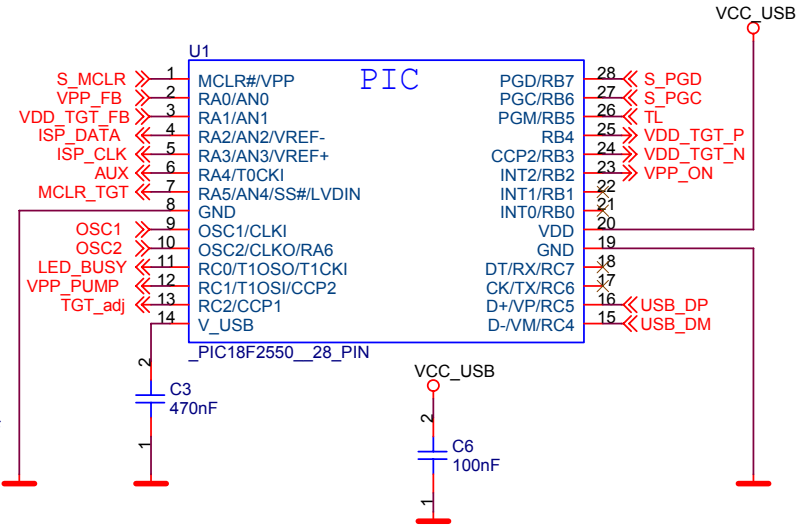 VCC_USB
U1
PIC
S_MCLR 1 MCLR#/VPP PGD/RB7 28 S_PGD
VPP_FB 2 RA0/AN0 PGC/RB6 27 S_PGC
VDD_TGT_FB 3 RA1/AN1 PGM/RB5 26 TL
ISP_DATA 4 RA2/AN2/VREF- RB4 25 VDD_TGT_P
ISP_CLK 5 RA3/AN3/VREF+ CCP2/RB3 24 VDD_TGT_N
AUX 6 RA4/T0CKI INT2/RB2 23 VPP_ON
MCLR_TGT 7 RA5/AN4/SS#/LVDIN INT1/RB1 22
8 GND INT0/RB0 21
OSC1 9 OSC1/CLKI VDD 20
OSC2 10 OSC2/CLKO/RA6 GND 19
LED_BUSY 11 RC0/T1OSO/T1CKI DT/RX/RC7 18
VPP_PUMP 12 RC1/T1OSI/CCP2 CK/TX/RC6 17
TGT_adj 13 RC2/CCP1 D+/VP/RC5 16 USB_DP
14 V_USB D-/VM/RC4 15 USB_DM
_PIC18F2550__28_PIN
2
C3
470nF
1
VCC_USB
2
C6
100nF
1